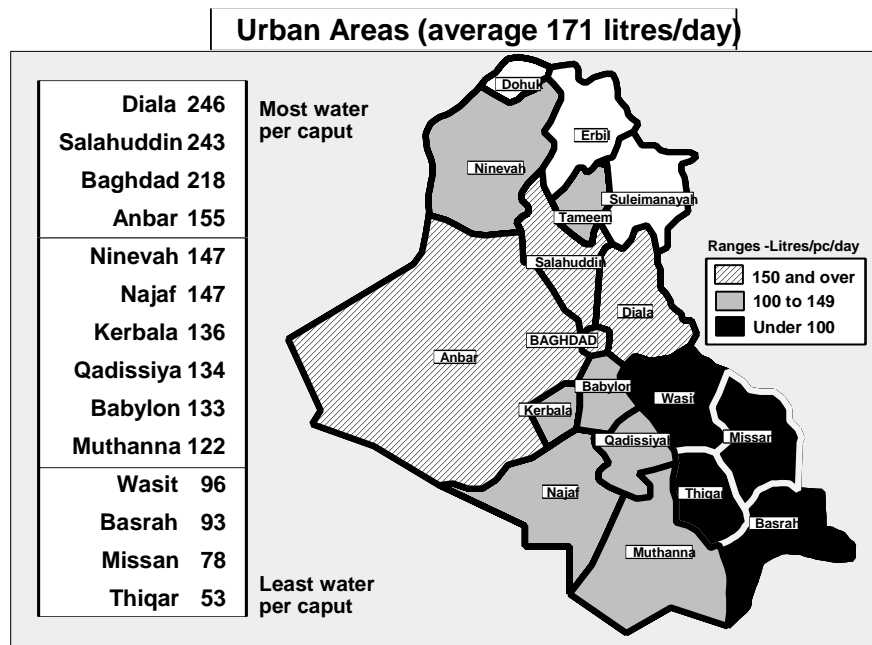 Urban Areas (average 171 litres/day)
Diala 246
Salahuddin 243
Baghdad 218
Anbar 155
Ninevah 147
Najaf 147
Kerbala 136
Qadissiya 134
Babylon 133
Muthanna 122
Wasit 96
Basrah 93
Missan 78
Thiqar 53
Most water
per caput
Least water
per caput
Dohuk
Erbil
Ninevah
Suleimanayah
Tameem
Salahuddin
Diala
BAGHDAD
Anbar
Babylon
Wasit
Kerbala
Qadissiyah
Missan
Najaf
Thiqar
Basrah
Muthanna
Ranges -Litres/pc/day
150 and over
100 to 149
Under 100